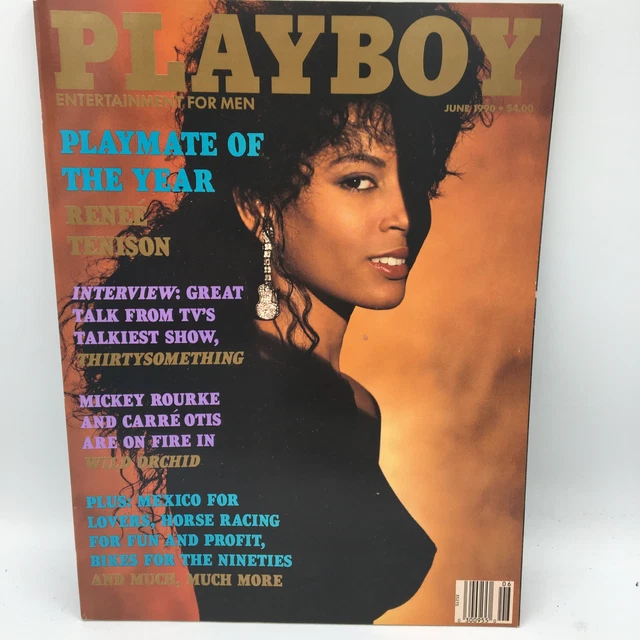 PLAYBOY
ENTERTAINMENT FOR MEN
JUNE 1990 • $4.00
PLAYMATE OF
THE YEAR
RENEE
TENISON
INTERVIEW: GREAT
TALK FROM TV'S
TALKIEST SHOW,
THIRTYSOMETHING
MICKEY ROURKE
AND CARRÉ OTIS
ARE ON FIRE IN
WILD ORCHID
PLUS: MEXICO FOR
LOVERS, HORSE RACING
FOR FUN AND PROFIT,
BIKES FOR THE NINETIES
AND MUCH, MUCH MORE
06